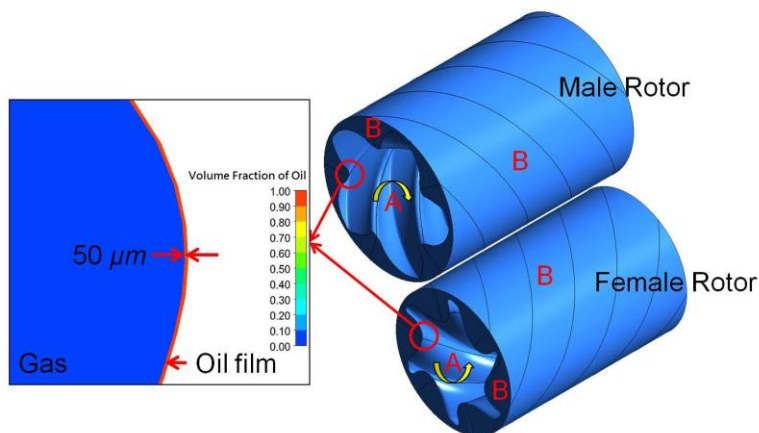 Male Rotor
B
B
A
Volume Fraction of Oil
1.00
0.90
0.80
0.70
0.60
0.50
0.40
0.30
0.20
0.10
0.00
50 μm
Gas
Oil film
B
Female Rotor
A
B